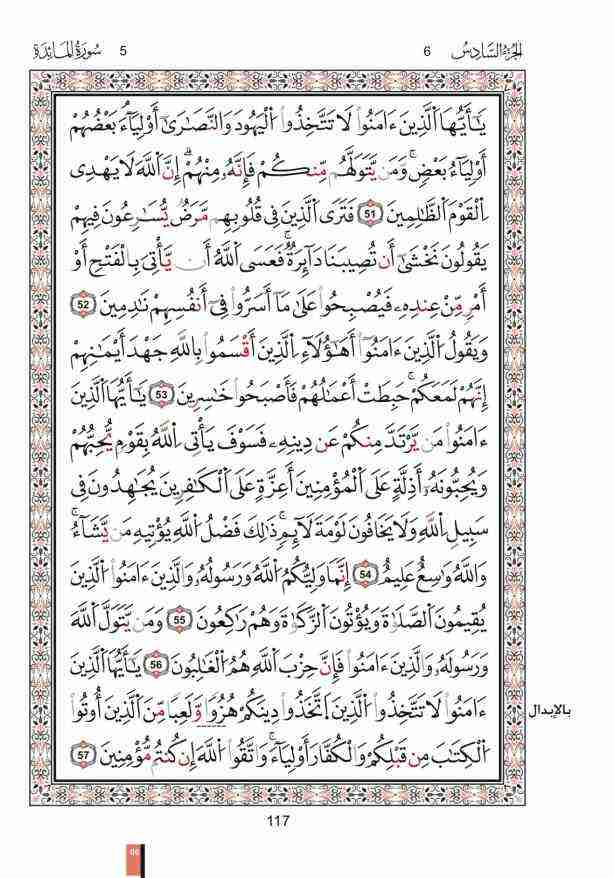 الجزء السادس 6 5 سورة المائدة
يَـٰٓأَيُّهَا ٱلَّذِينَ ءَامَنُوا۟ لَا تَتَّخِذُوا۟ ٱلْيَهُودَ وَٱلنَّصَـٰرَىٰٓ أَوْلِيَآءَ بَعْضُهُمْ
أَوْلِيَآءُ بَعْضٍ وَمَن يَتَوَلَّهُم مِّنكُمْ فَإِنَّهُۥ مِنْهُمْ إِنَّ ٱللَّهَ لَا يَهْدِى
ٱلْقَوْمَ ٱلظَّـٰلِمِينَ 51 فَتَرَى ٱلَّذِينَ فِى قُلُوبِهِم مَّرَضٌ يُسَـٰرِعُونَ فِيهِمْ
يَقُولُونَ نَخْشَىٰٓ أَن تُصِيبَنَا دَآئِرَةٌ فَعَسَى ٱللَّهُ أَن يَأْتِىَ بِٱلْفَتْحِ أَوْ
أَمْرٍ مِّنْ عِندِهِۦ فَيُصْبِحُوا۟ عَلَىٰ مَآ أَسَرُّوا۟ فِىٓ أَنفُسِهِمْ نَـٰدِمِينَ 52
وَيَقُولُ ٱلَّذِينَ ءَامَنُوٓا۟ أَهَـٰٓؤُلَآءِ ٱلَّذِينَ أَقْسَمُوا۟ بِٱللَّهِ جَهْدَ أَيْمَـٰنِهِمْ
إِنَّهُمْ لَمَعَكُمْ حَبِطَتْ أَعْمَـٰلُهُمْ فَأَصْبَحُوا۟ خَـٰسِرِينَ 53 يَـٰٓأَيُّهَا ٱلَّذِينَ
ءَامَنُوا۟ مَن يَرْتَدَّ مِنكُمْ عَن دِينِهِۦ فَسَوْفَ يَأْتِى ٱللَّهُ بِقَوْمٍ يُحِبُّهُمْ
وَيُحِبُّونَهُۥٓ أَذِلَّةٍ عَلَى ٱلْمُؤْمِنِينَ أَعِزَّةٍ عَلَى ٱلْكَـٰفِرِينَ يُجَـٰهِدُونَ فِى
سَبِيلِ ٱللَّهِ وَلَا يَخَافُونَ لَوْمَةَ لَآئِمٍ ذَٰلِكَ فَضْلُ ٱللَّهِ يُؤْتِيهِ مَن يَشَآءُ
وَٱللَّهُ وَٰسِعٌ عَلِيمٌ 54 إِنَّمَا وَلِيُّكُمُ ٱللَّهُ وَرَسُولُهُۥ وَٱلَّذِينَ ءَامَنُوا۟ ٱلَّذِينَ
يُقِيمُونَ ٱلصَّلَوٰةَ وَيُؤْتُونَ ٱلزَّكَوٰةَ وَهُمْ رَٰكِعُونَ 55 وَمَن يَتَوَلَّ ٱللَّهَ
وَرَسُولَهُۥ وَٱلَّذِينَ ءَامَنُوا۟ فَإِنَّ حِزْبَ ٱللَّهِ هُمُ ٱلْغَـٰلِبُونَ 56 يَـٰٓأَيُّهَا ٱلَّذِينَ
ءَامَنُوا۟ لَا تَتَّخِذُوا۟ ٱلَّذِينَ ٱتَّخَذُوا۟ دِينَكُمْ هُزُوًا وَلَعِبًا مِّنَ ٱلَّذِينَ أُوتُوا۟
بالإبدال
ٱلْكِتَـٰبَ مِن قَبْلِكُمْ وَٱلْكُفَّارَ أَوْلِيَآءَ وَٱتَّقُوا۟ ٱللَّهَ إِن كُنتُم مُّؤْمِنِينَ 57
117